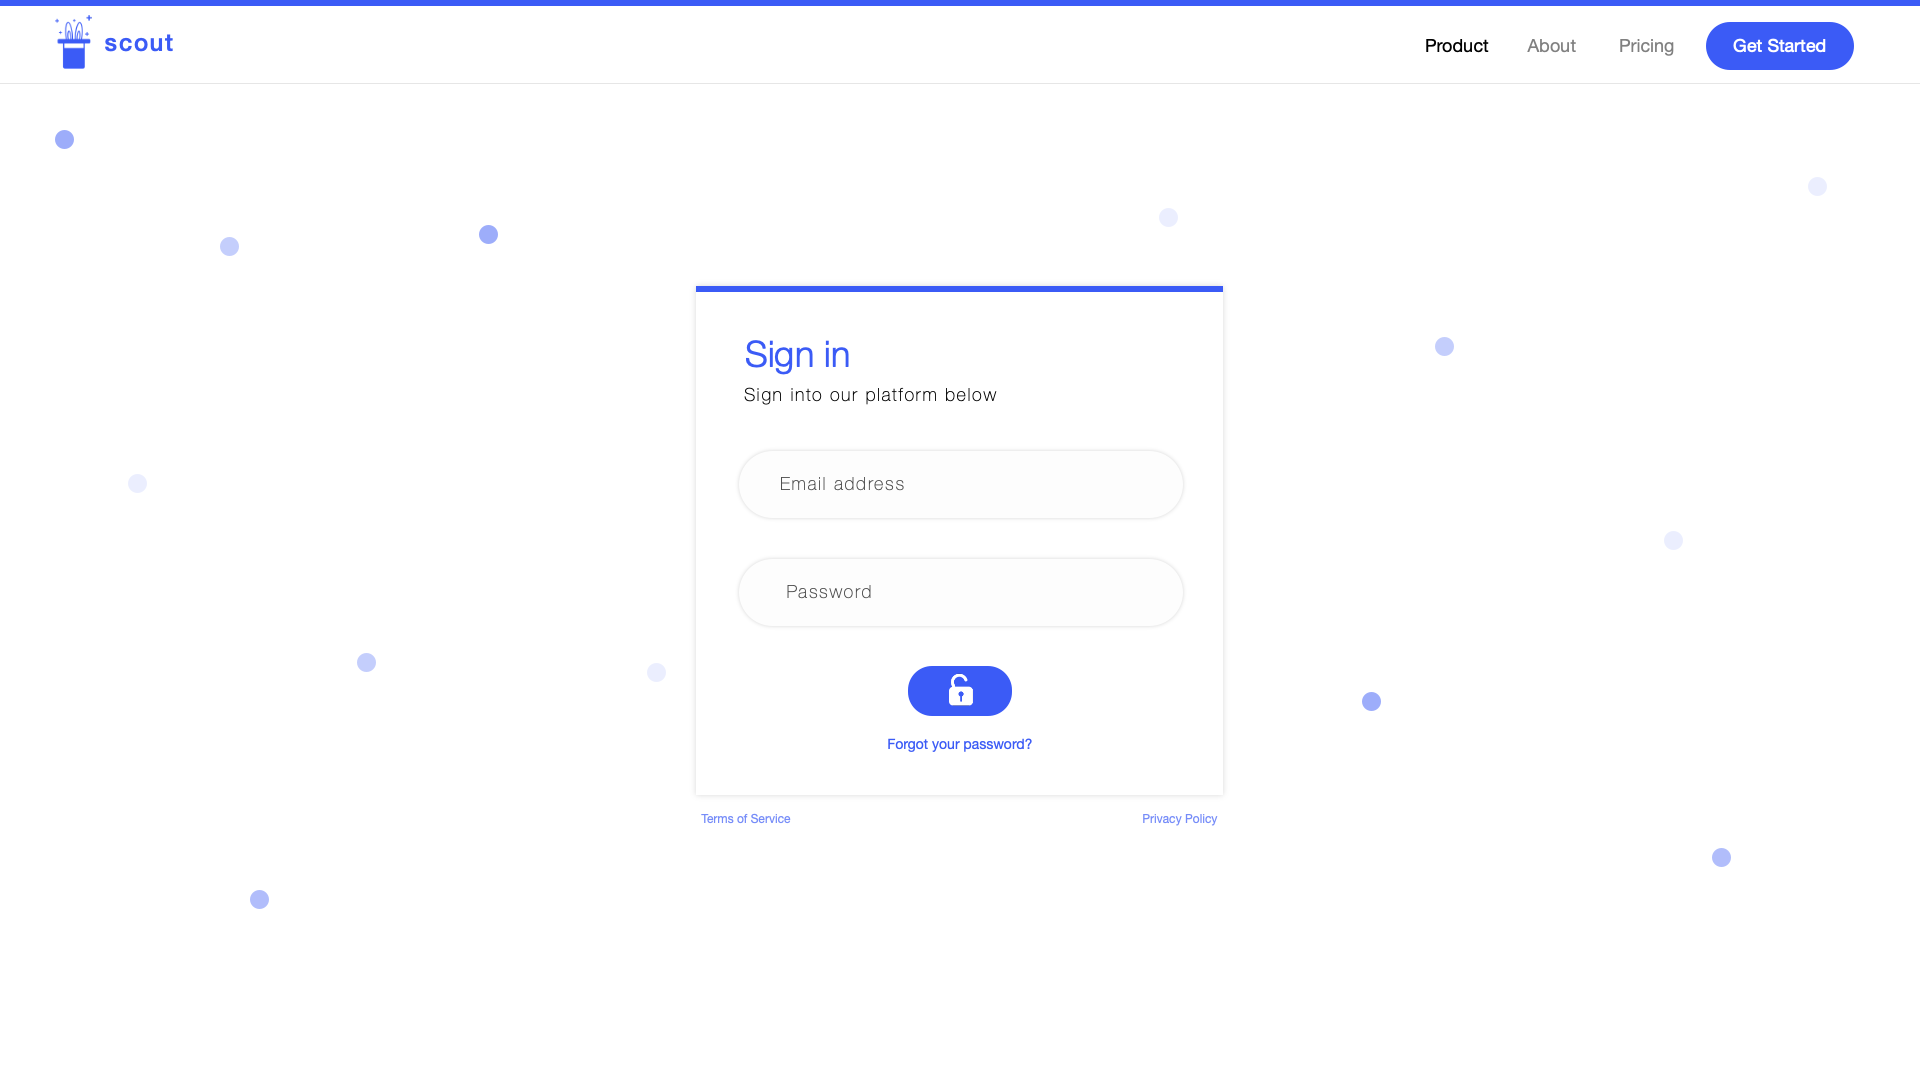 scout
Product
About
Pricing
Get Started
Sign in
Sign into our platform below
Email address
Password
Forgot your password?
Terms of Service
Privacy Policy